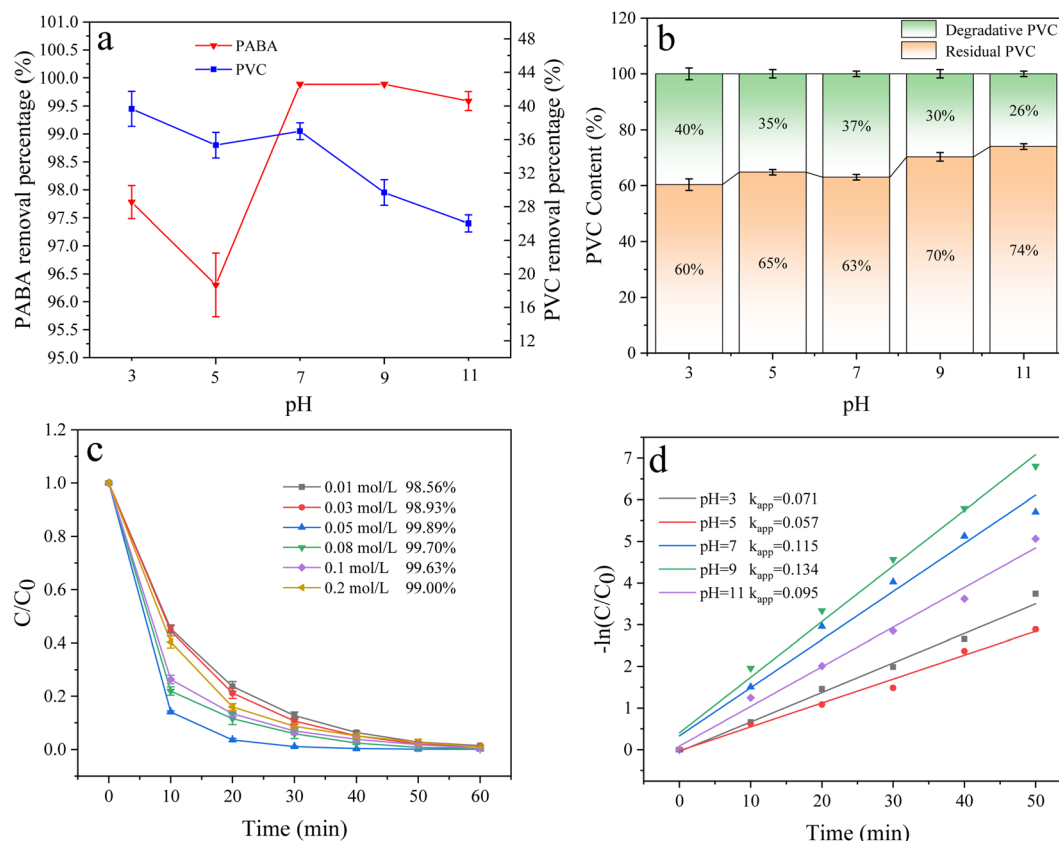 a
PABA
PVC
101.0
100.5
100.0
99.5
99.0
98.5
98.0
97.5
97.0
96.5
96.0
95.5
95.0
PABA removal percentage (%)
48
44
40
36
32
28
24
20
16
12
PVC removal percentage (%)
3 5 7 9 11
pH
b
Degradative PVC
Residual PVC
120
100
80
60
40
20
0
PVC Content (%)
40% 35% 37% 30% 26%
60% 65% 63% 70% 74%
3 5 7 9 11
pH
c
0.01 mol/L 98.56%
0.03 mol/L 98.93%
0.05 mol/L 99.89%
0.08 mol/L 99.70%
0.1 mol/L 99.63%
0.2 mol/L 99.00%
1.2
1.0
0.8
0.6
0.4
0.2
0.0
C/C₀
0 10 20 30 40 50 60
Time (min)
d
pH=3 kapp=0.071
pH=5 kapp=0.057
pH=7 kapp=0.115
pH=9 kapp=0.134
pH=11 kapp=0.095
7
6
5
4
3
2
1
0
-ln(C/C₀)
0 10 20 30 40 50
Time (min)